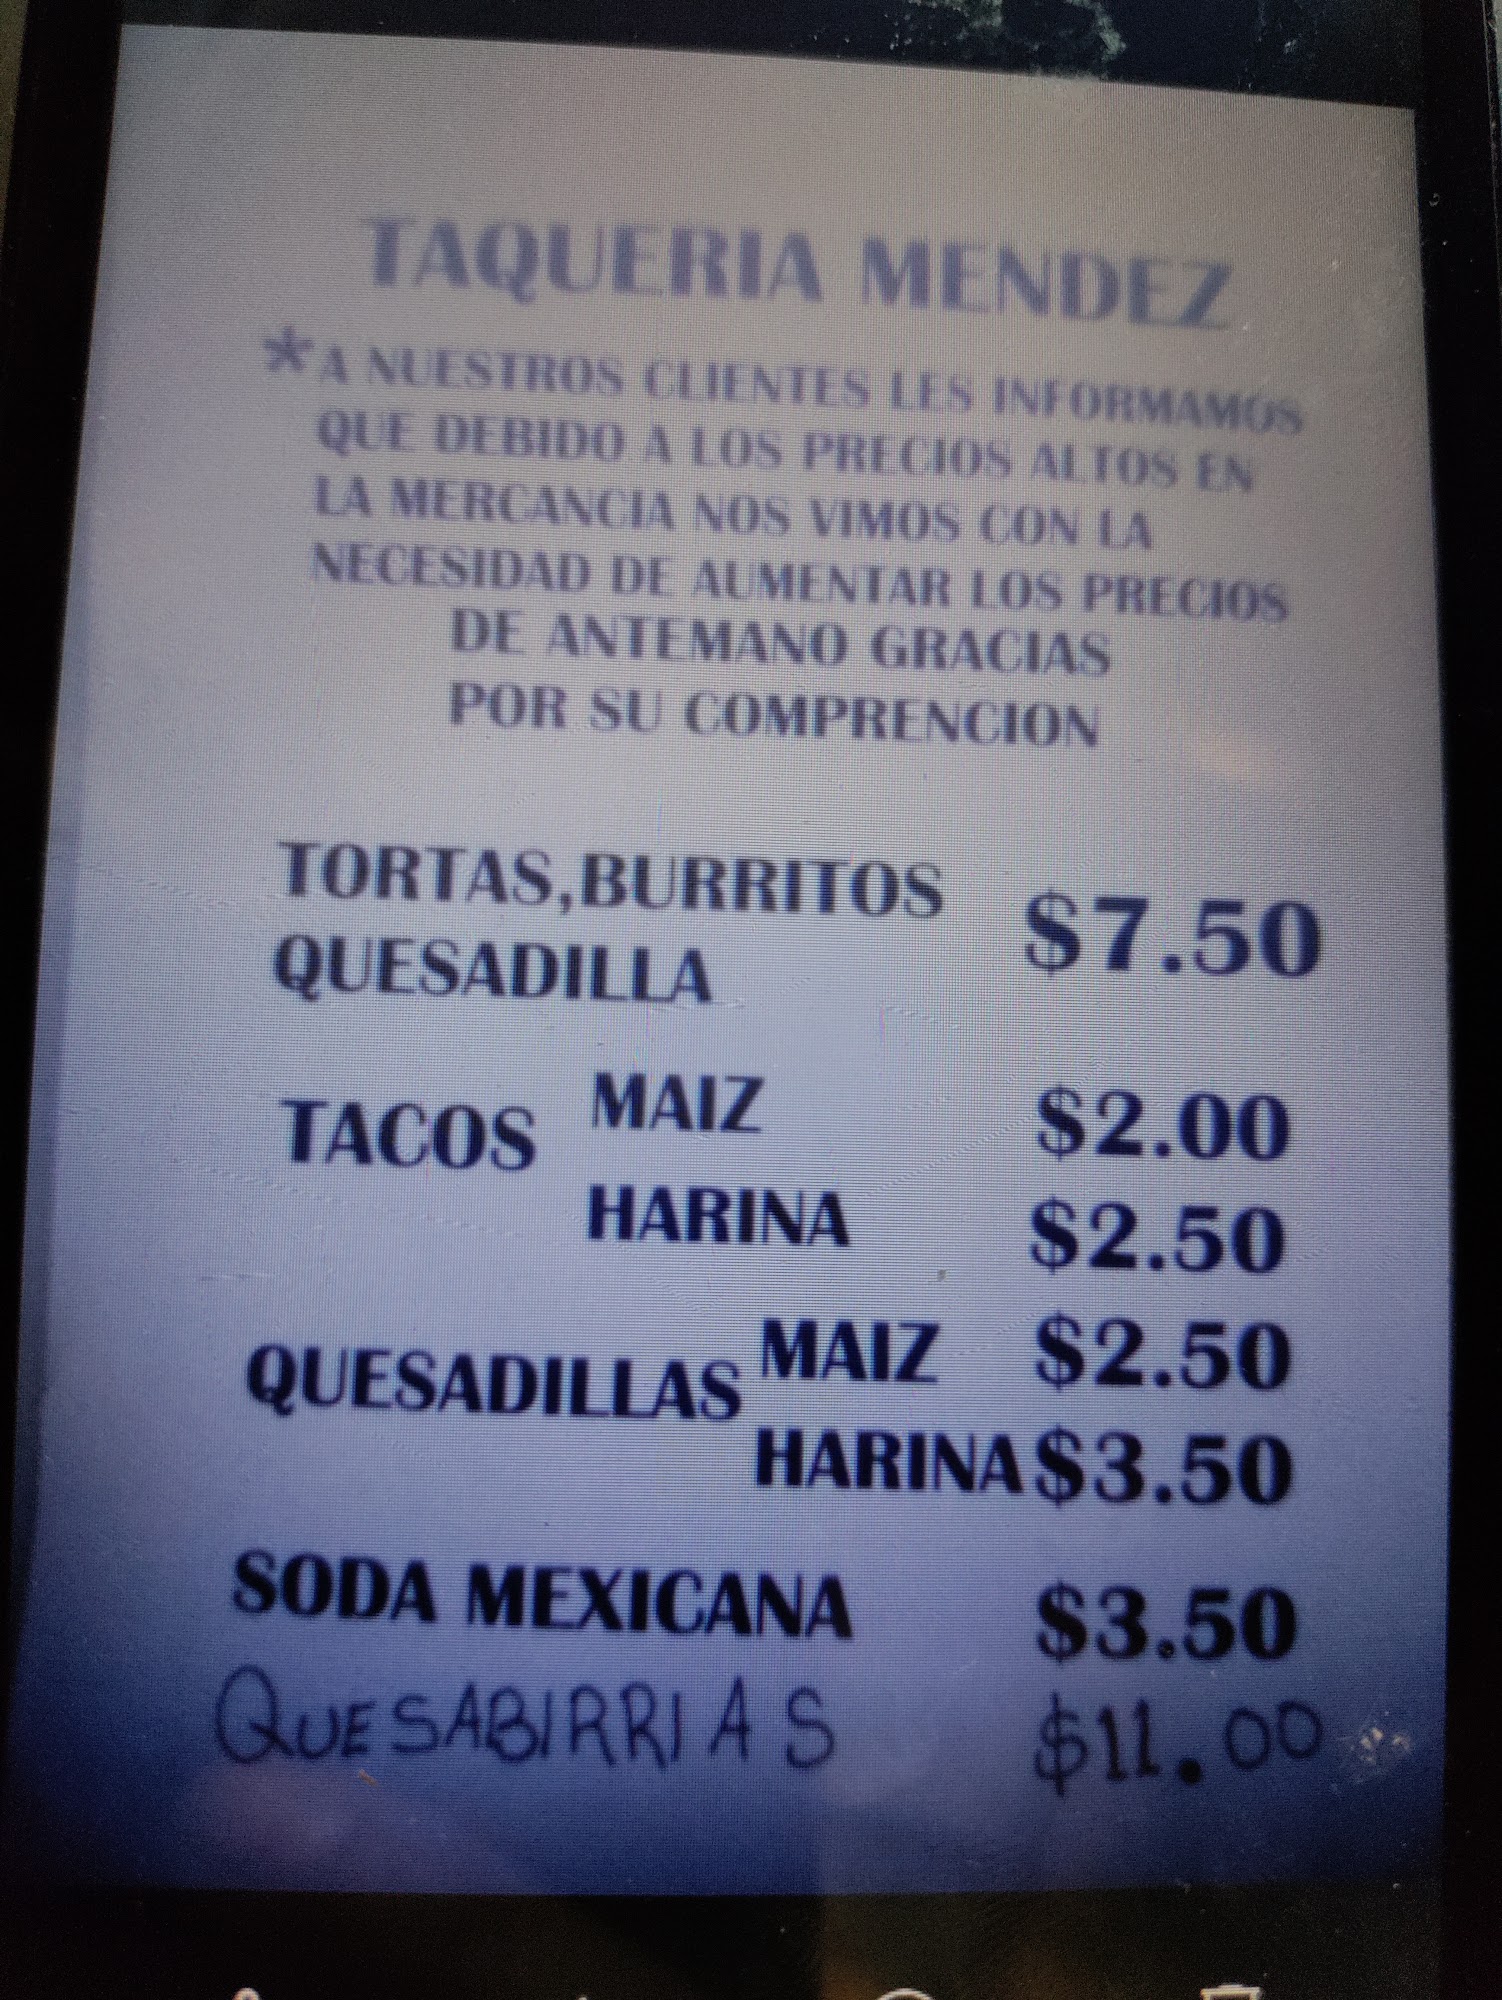 TAQUERIA MENDEZ
*A NUESTROS CLIENTES LES INFORMAMOS
QUE DEBIDO A LOS PRECIOS ALTOS EN
LA MERCANCIA NOS VIMOS CON LA
NECESIDAD DE AUMENTAR LOS PRECIOS
DE ANTEMANO GRACIAS
POR SU COMPRENCION
TORTAS,BURRITOS
QUESADILLA $7.50
TACOS MAIZ $2.00
HARINA $2.50
QUESADILLAS MAIZ $2.50
HARINA $3.50
SODA MEXICANA $3.50
QUESABIRRIAS $11.00